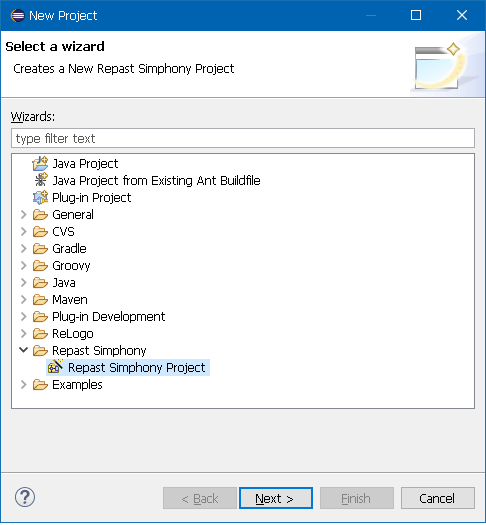 New Project
Select a wizard
Creates a New Repast Simphony Project
Wizards:
type filter text
Java Project
Java Project from Existing Ant Buildfile
Plug-in Project
General
CVS
Gradle
Groovy
Java
Maven
Plug-in Development
ReLogo
Repast Simphony
Repast Simphony Project
Examples
?
< Back
Next >
Finish
Cancel